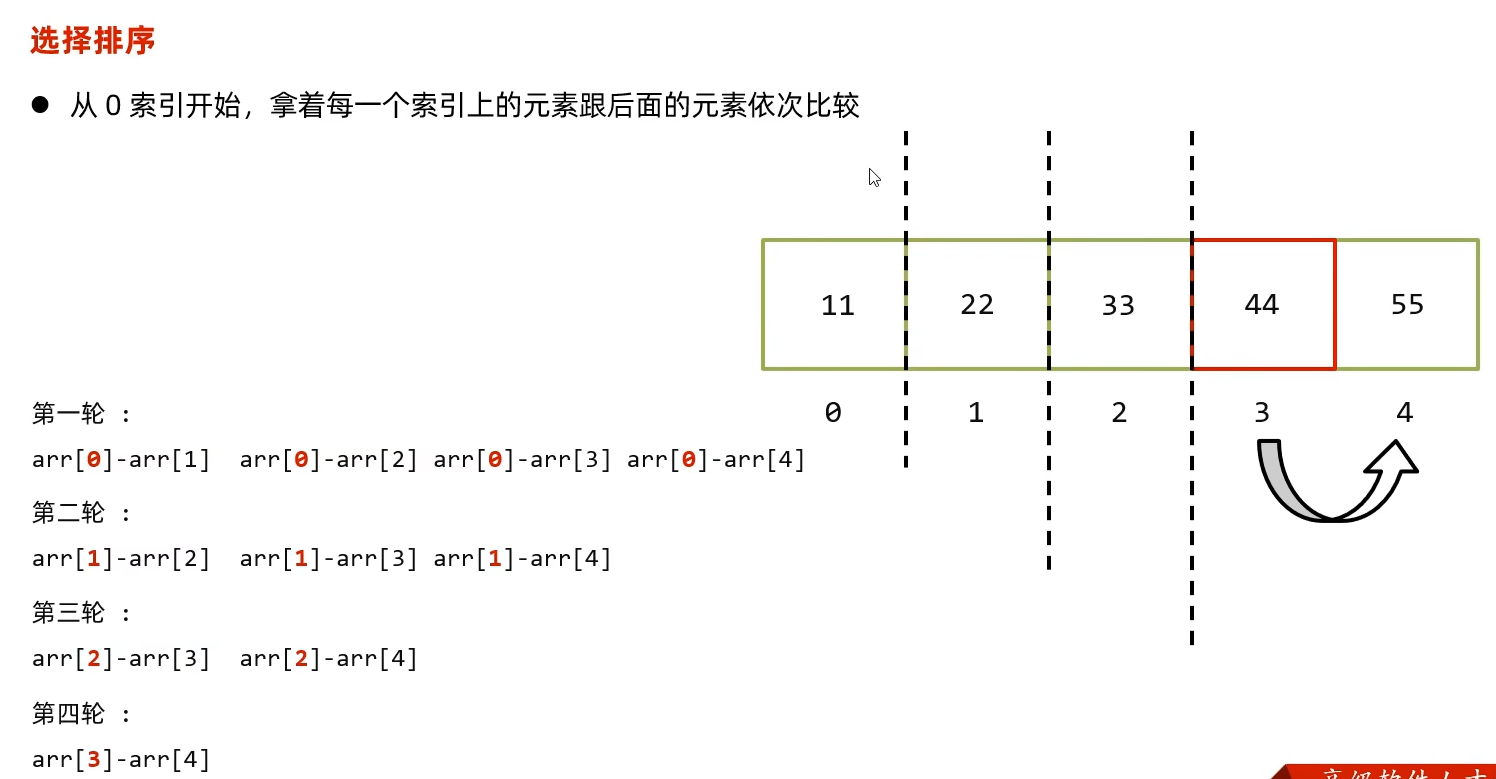 选择排序
● 从 0 索引开始，拿着每一个索引上的元素跟后面的元素依次比较
11 22 33 44 55
0 1 2 3 4
第一轮 :
arr[0]-arr[1] arr[0]-arr[2] arr[0]-arr[3] arr[0]-arr[4]
第二轮 :
arr[1]-arr[2] arr[1]-arr[3] arr[1]-arr[4]
第三轮 :
arr[2]-arr[3] arr[2]-arr[4]
第四轮 :
arr[3]-arr[4]